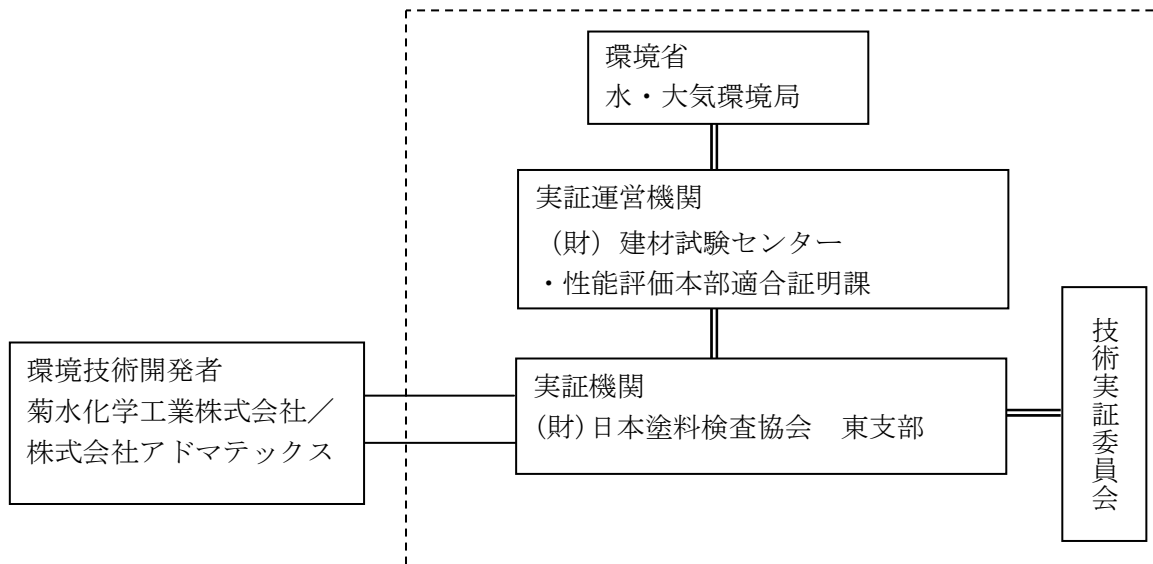 環境省
水・大気環境局
実証運営機関
（財）建材試験センター
・性能評価本部適合証明課
技術実証委員会
環境技術開発者
菊水化学工業株式会社／
株式会社アドマテックス
実証機関
(財)日本塗料検査協会　東支部